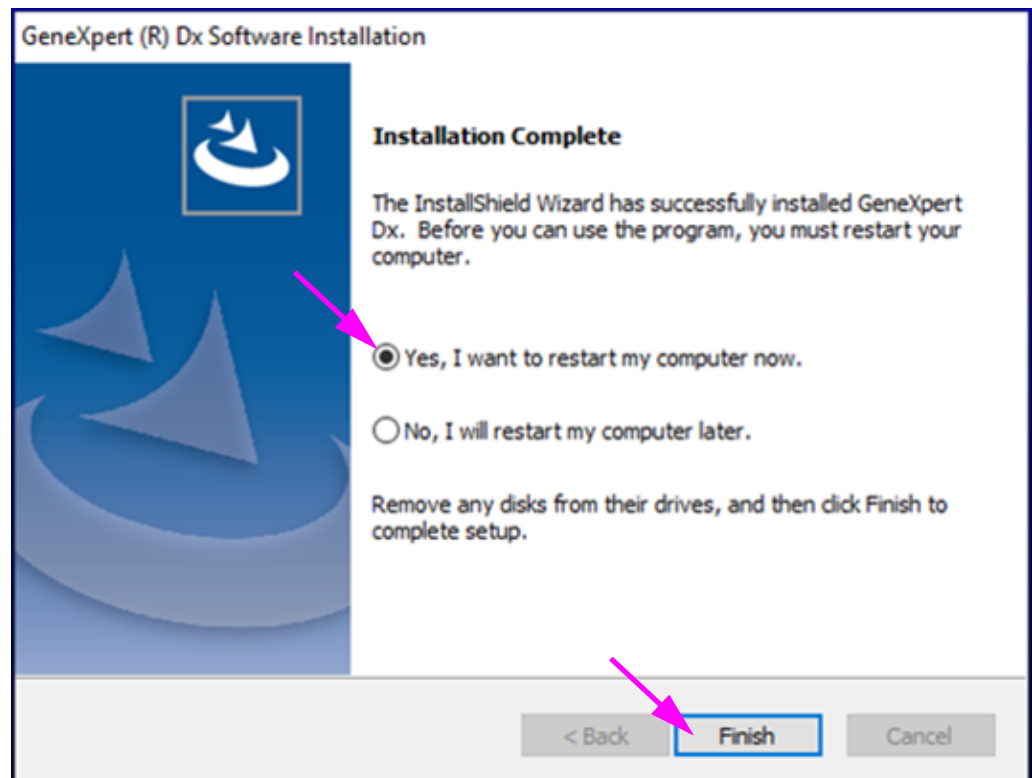 GeneXpert (R) Dx Software Installation
Installation Complete
The InstallShield Wizard has successfully installed GeneXpert
Dx.  Before you can use the program, you must restart your
computer.
Yes, I want to restart my computer now.
No, I will restart my computer later.
Remove any disks from their drives, and then click Finish to
complete setup.
< Back
Finish
Cancel